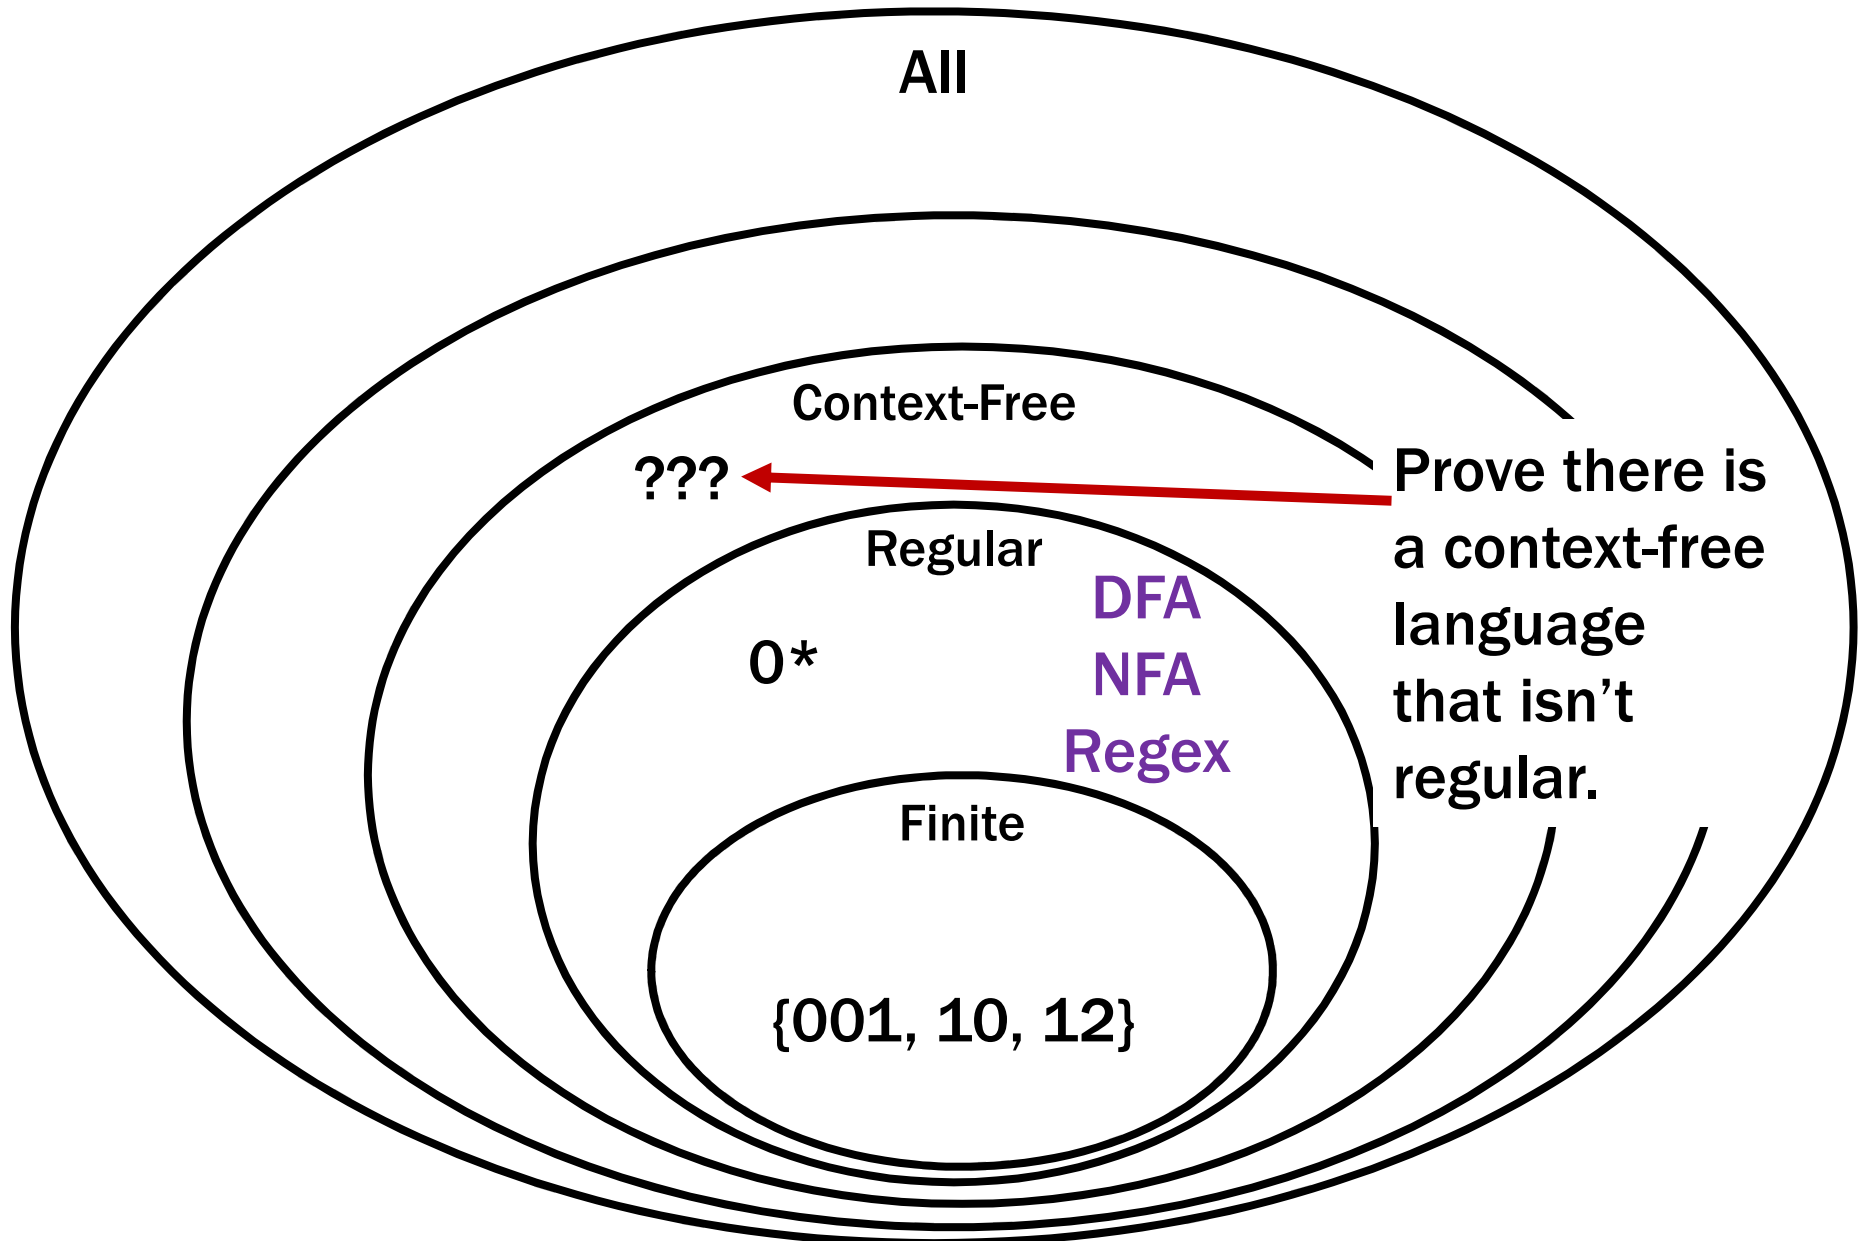 All
Context-Free
???
Prove there is
a context-free
language
that isn’t
regular.
Regular
DFA
NFA
Regex
0*
Finite
{001, 10, 12}